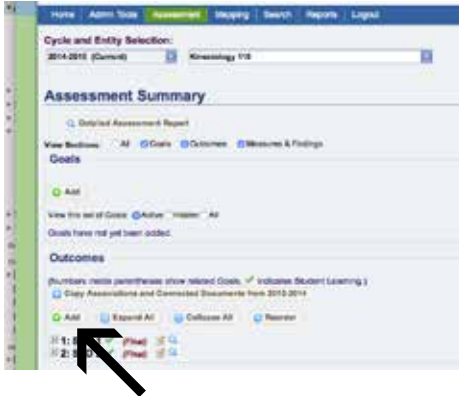 Home Admin Tools Assessment Mapping Search Reports Logout
Cycle and Entity Selection:
2014-2015 (Current) Kinesiology 115
Assessment Summary
Detailed Assessment Report
View Sections: All Goals Outcomes Measures & Findings
Goals
Add
View this set of Goals: Active Hidden All
Goals have not yet been added.
Outcomes
(Numbers inside parentheses show related Goals. ✓ indicates Student Learning.)
Copy Associations and Connected Documents from 2013-2014
Add Expand All Collapse All Reorder
1: (Final)
2: (Final)